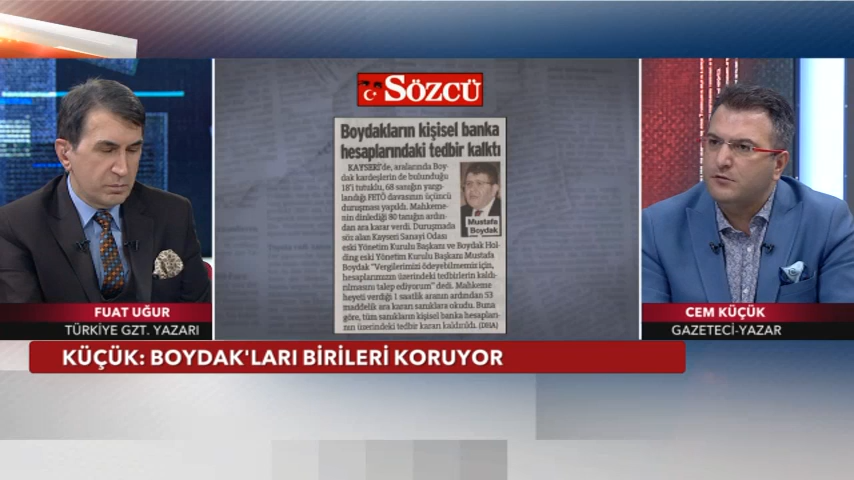 SÖZCÜ
Boydakların kişisel banka
hesaplarındaki tedbir kalktı
KAYSERİ'de, aralarında Boy-
dak kardeşlerin de bulunduğu
18'i tutuklu, 68 sanığın yargı-
landığı FETÖ davasının üçüncü
duruşması yapıldı. Mahkeme-
nin dinlediği 80 tanığın ardın-
dan ara karar verdi. Duruşmada
söz alan Kayseri Sanayi Odası
eski Yönetim Kurulu Başkanı ve Boydak Hol-
ding eski Yönetim Kurulu Başkanı Mustafa
Boydak "Vergilerimizi ödeyebilmemiz için,
hesaplarımızın üzerindeki tedbirlerin kaldı-
rılmasını talep ediyorum" dedi. Mahkeme
heyeti verdiği 1 saatlik aranın ardından 53
maddelik ara kararı sanıklara okudu. Buna
göre, tüm sanıkların kişisel banka hesapları-
nın üzerindeki tedbir kararı kaldırıldı. (DHA)
Mustafa
Boydak
FUAT UĞUR
TÜRKİYE GZT. YAZARI
CEM KÜÇÜK
GAZETECİ-YAZAR
KÜÇÜK: BOYDAK'LARI BİRİLERİ KORUYOR